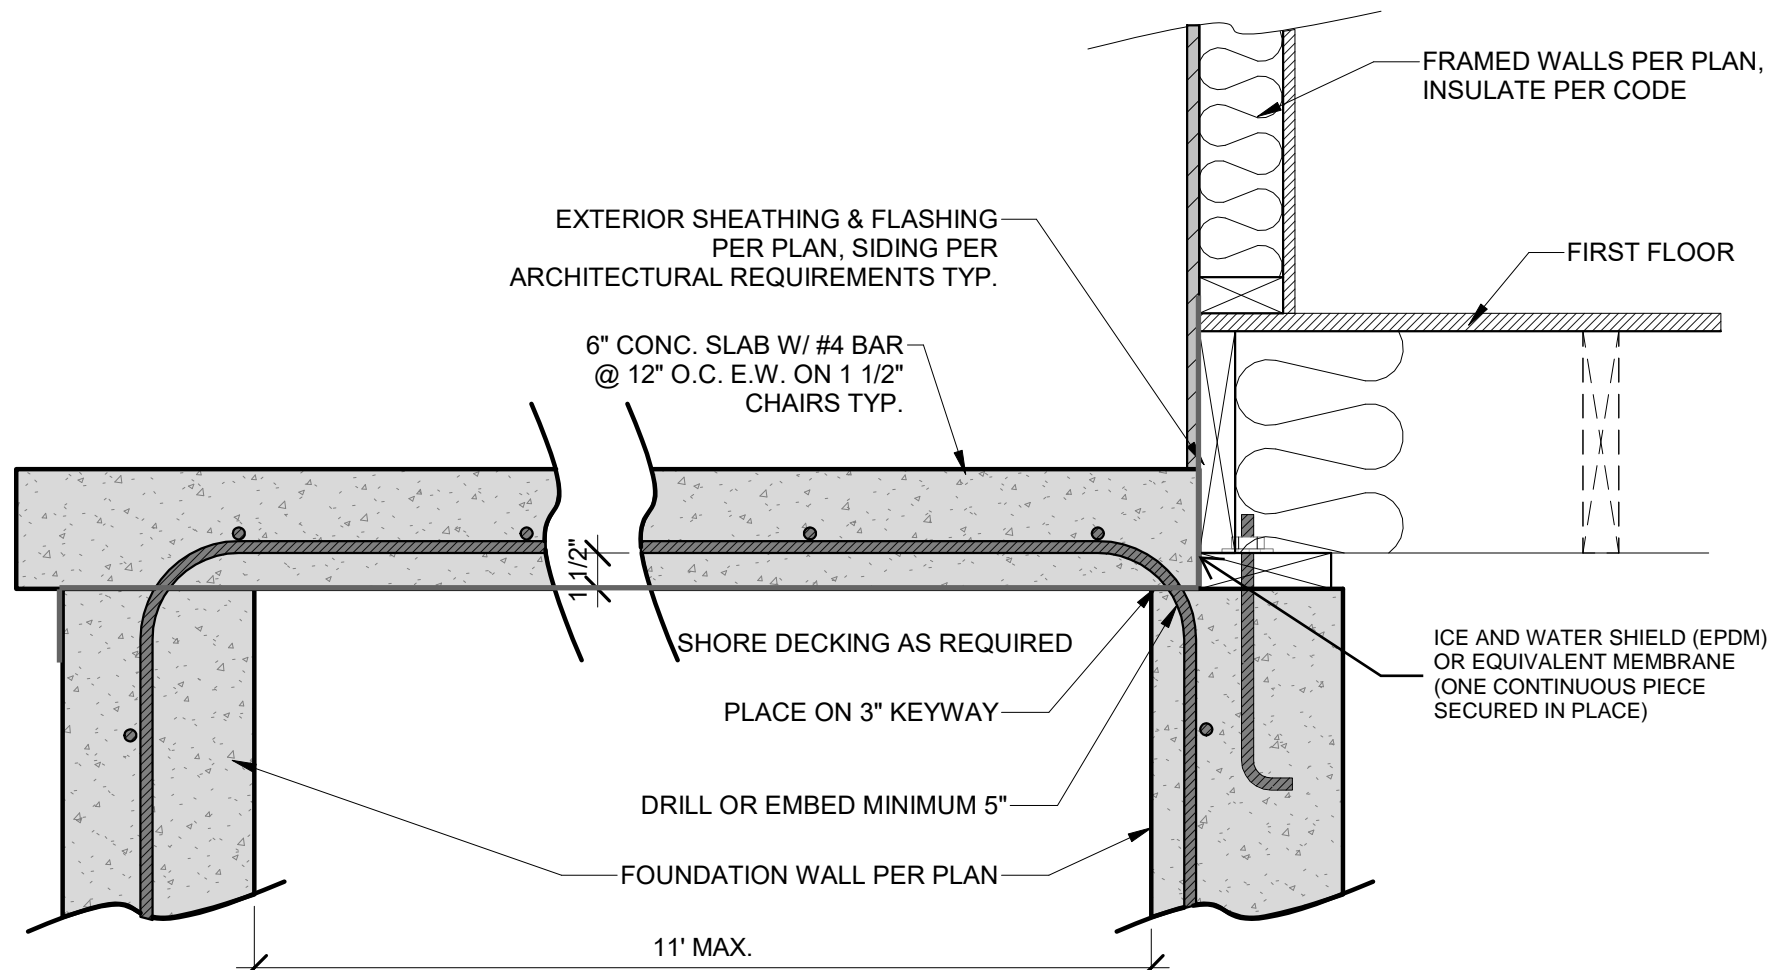 FRAMED WALLS PER PLAN,
INSULATE PER CODE
EXTERIOR SHEATHING & FLASHING
PER PLAN, SIDING PER
ARCHITECTURAL REQUIREMENTS TYP.
FIRST FLOOR
6" CONC. SLAB W/ #4 BAR
@ 12" O.C. E.W. ON 1 1/2"
CHAIRS TYP.
1 1/2"
SHORE DECKING AS REQUIRED
ICE AND WATER SHIELD (EPDM)
OR EQUIVALENT MEMBRANE
(ONE CONTINUOUS PIECE
SECURED IN PLACE)
PLACE ON 3" KEYWAY
DRILL OR EMBED MINIMUM 5"
FOUNDATION WALL PER PLAN
11' MAX.